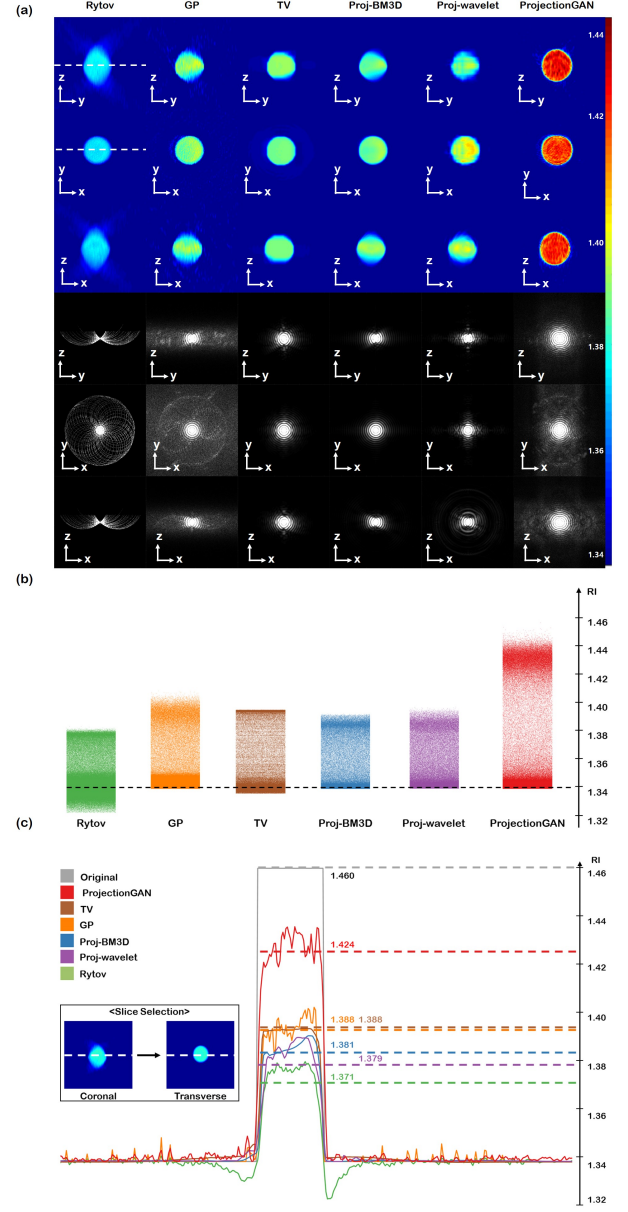 (a)
Rytov GP TV Proj-BM3D Proj-wavelet ProjectionGAN
1.44
z y z y z y z y z y z y
1.42
y x y x y x y x y x y x
1.40
z x z x z x z x z x z x
1.38
z y z y z y z y z y z y
1.36
y x y x y x y x y x y x
1.34
z x z x z x z x z x z x
(b)
RI
1.46
1.44
1.42
1.40
1.38
1.36
1.34
1.32
Rytov GP TV Proj-BM3D Proj-wavelet ProjectionGAN
(c)
RI
Original
ProjectionGAN
TV
GP
Proj-BM3D
Proj-wavelet
Rytov
1.460
1.424
1.388 1.388
1.381
1.379
1.371
1.46
1.44
1.42
1.40
1.38
1.36
1.34
1.32
<Slice Selection>
Coronal Transverse